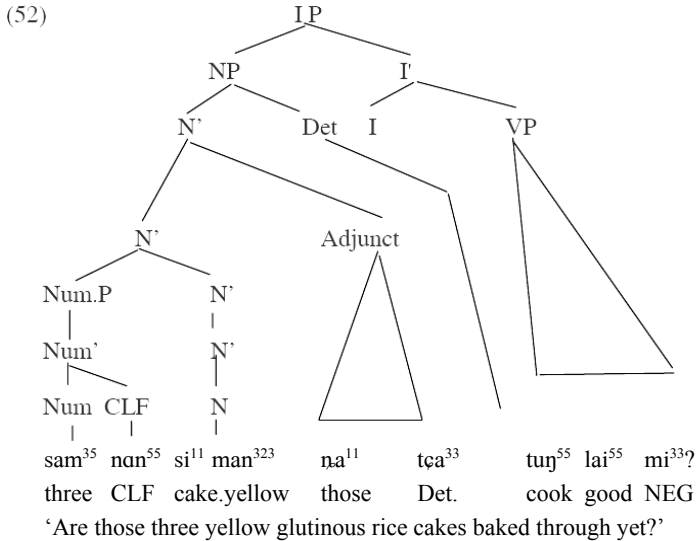 (52) IP
NP I'
N’ Det I VP
N’ Adjunct
Num.P N’
Num’ N’
Num CLF N
sam³⁵ nɑn⁵⁵ si¹¹ man³²³ ȵa¹¹ tɕa³³ tuŋ⁵⁵ lai⁵⁵ mi³³?
three CLF cake.yellow those Det. cook good NEG
‘Are those three yellow glutinous rice cakes baked through yet?’